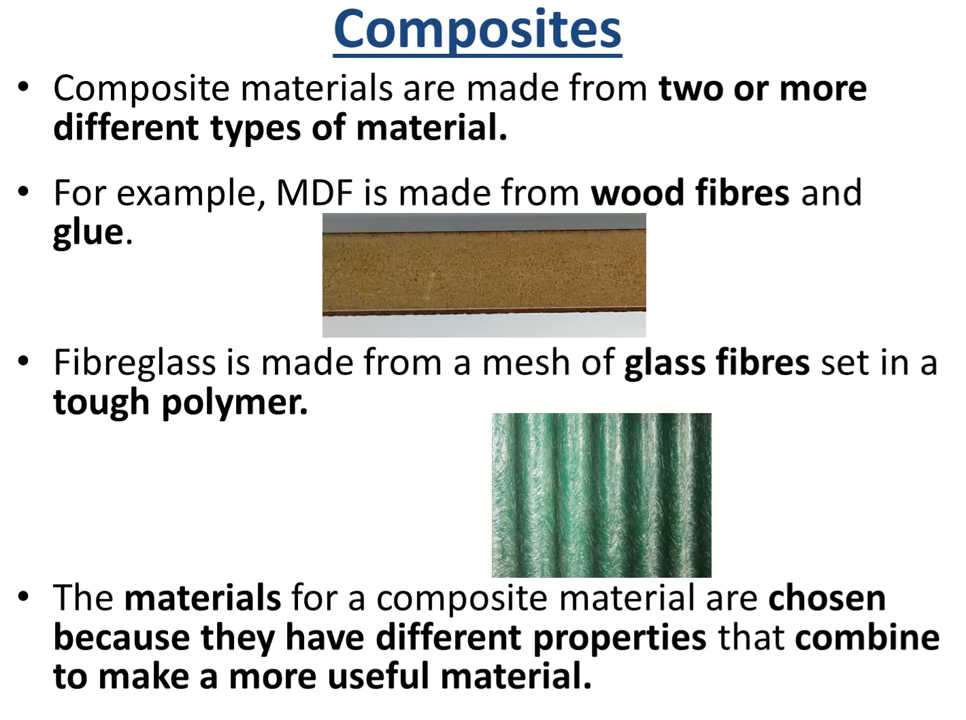 Composites
• Composite materials are made from two or more
different types of material.
• For example, MDF is made from wood fibres and
glue.
• Fibreglass is made from a mesh of glass fibres set in a
tough polymer.
• The materials for a composite material are chosen
because they have different properties that combine
to make a more useful material.